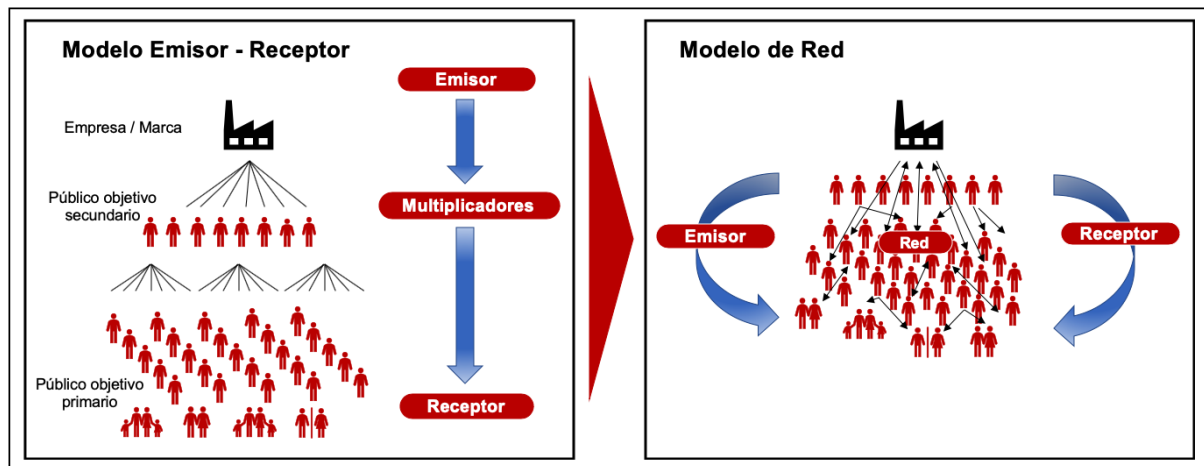 Modelo Emisor - Receptor
Emisor
Empresa / Marca
Público objetivo
secundario
Multiplicadores
Público objetivo
primario
Receptor
Modelo de Red
Emisor
Red
Receptor